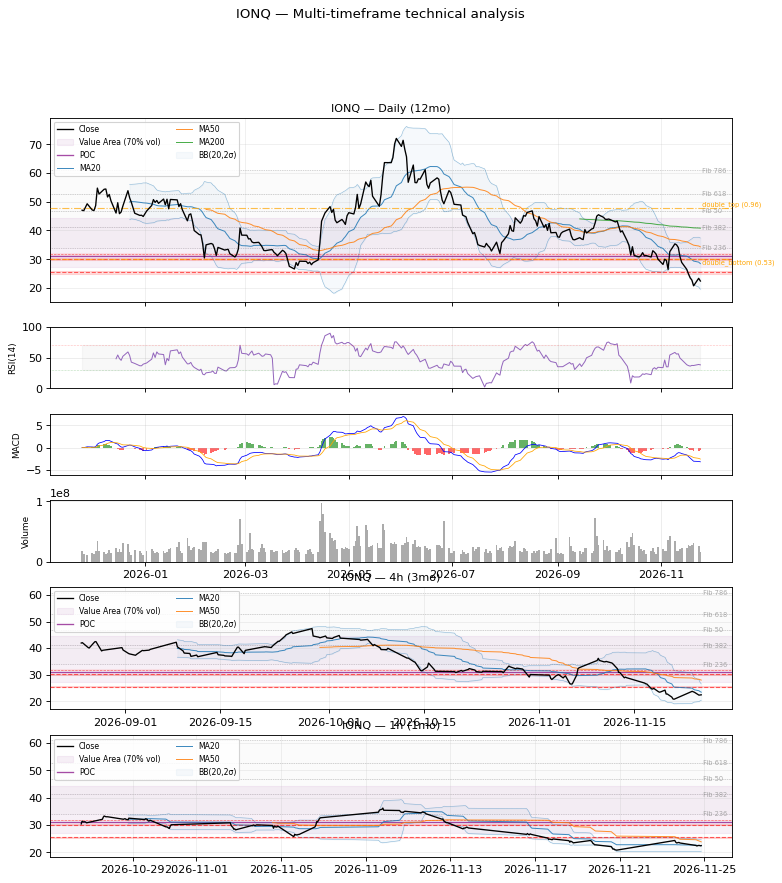 IONQ — Multi-timeframe technical analysis
IONQ — Daily (12mo)
Close
Value Area (70% vol)
POC
MA20
MA50
MA200
BB(20,2σ)
70
60
50
40
30
20
Fib 786
Fib 618
double_top (0.96)
Fib 50
Fib 382
Fib 236
double_bottom (0.53)
RSI(14)
100
50
0
MACD
5
0
−5
1e8
Volume
1
0
2026-01
2026-03
2026-05
2026-07
2026-09
2026-11
IONQ — 4h (3mo)
Close
Value Area (70% vol)
POC
MA20
MA50
BB(20,2σ)
60
50
40
30
20
Fib 786
Fib 618
Fib 50
Fib 382
Fib 236
2026-09-01
2026-09-15
2026-10-01
2026-10-15
2026-11-01
2026-11-15
IONQ — 1h (1mo)
Close
Value Area (70% vol)
POC
MA20
MA50
BB(20,2σ)
60
50
40
30
20
Fib 786
Fib 618
Fib 50
Fib 382
Fib 236
2026-10-29
2026-11-01
2026-11-05
2026-11-09
2026-11-13
2026-11-17
2026-11-21
2026-11-25